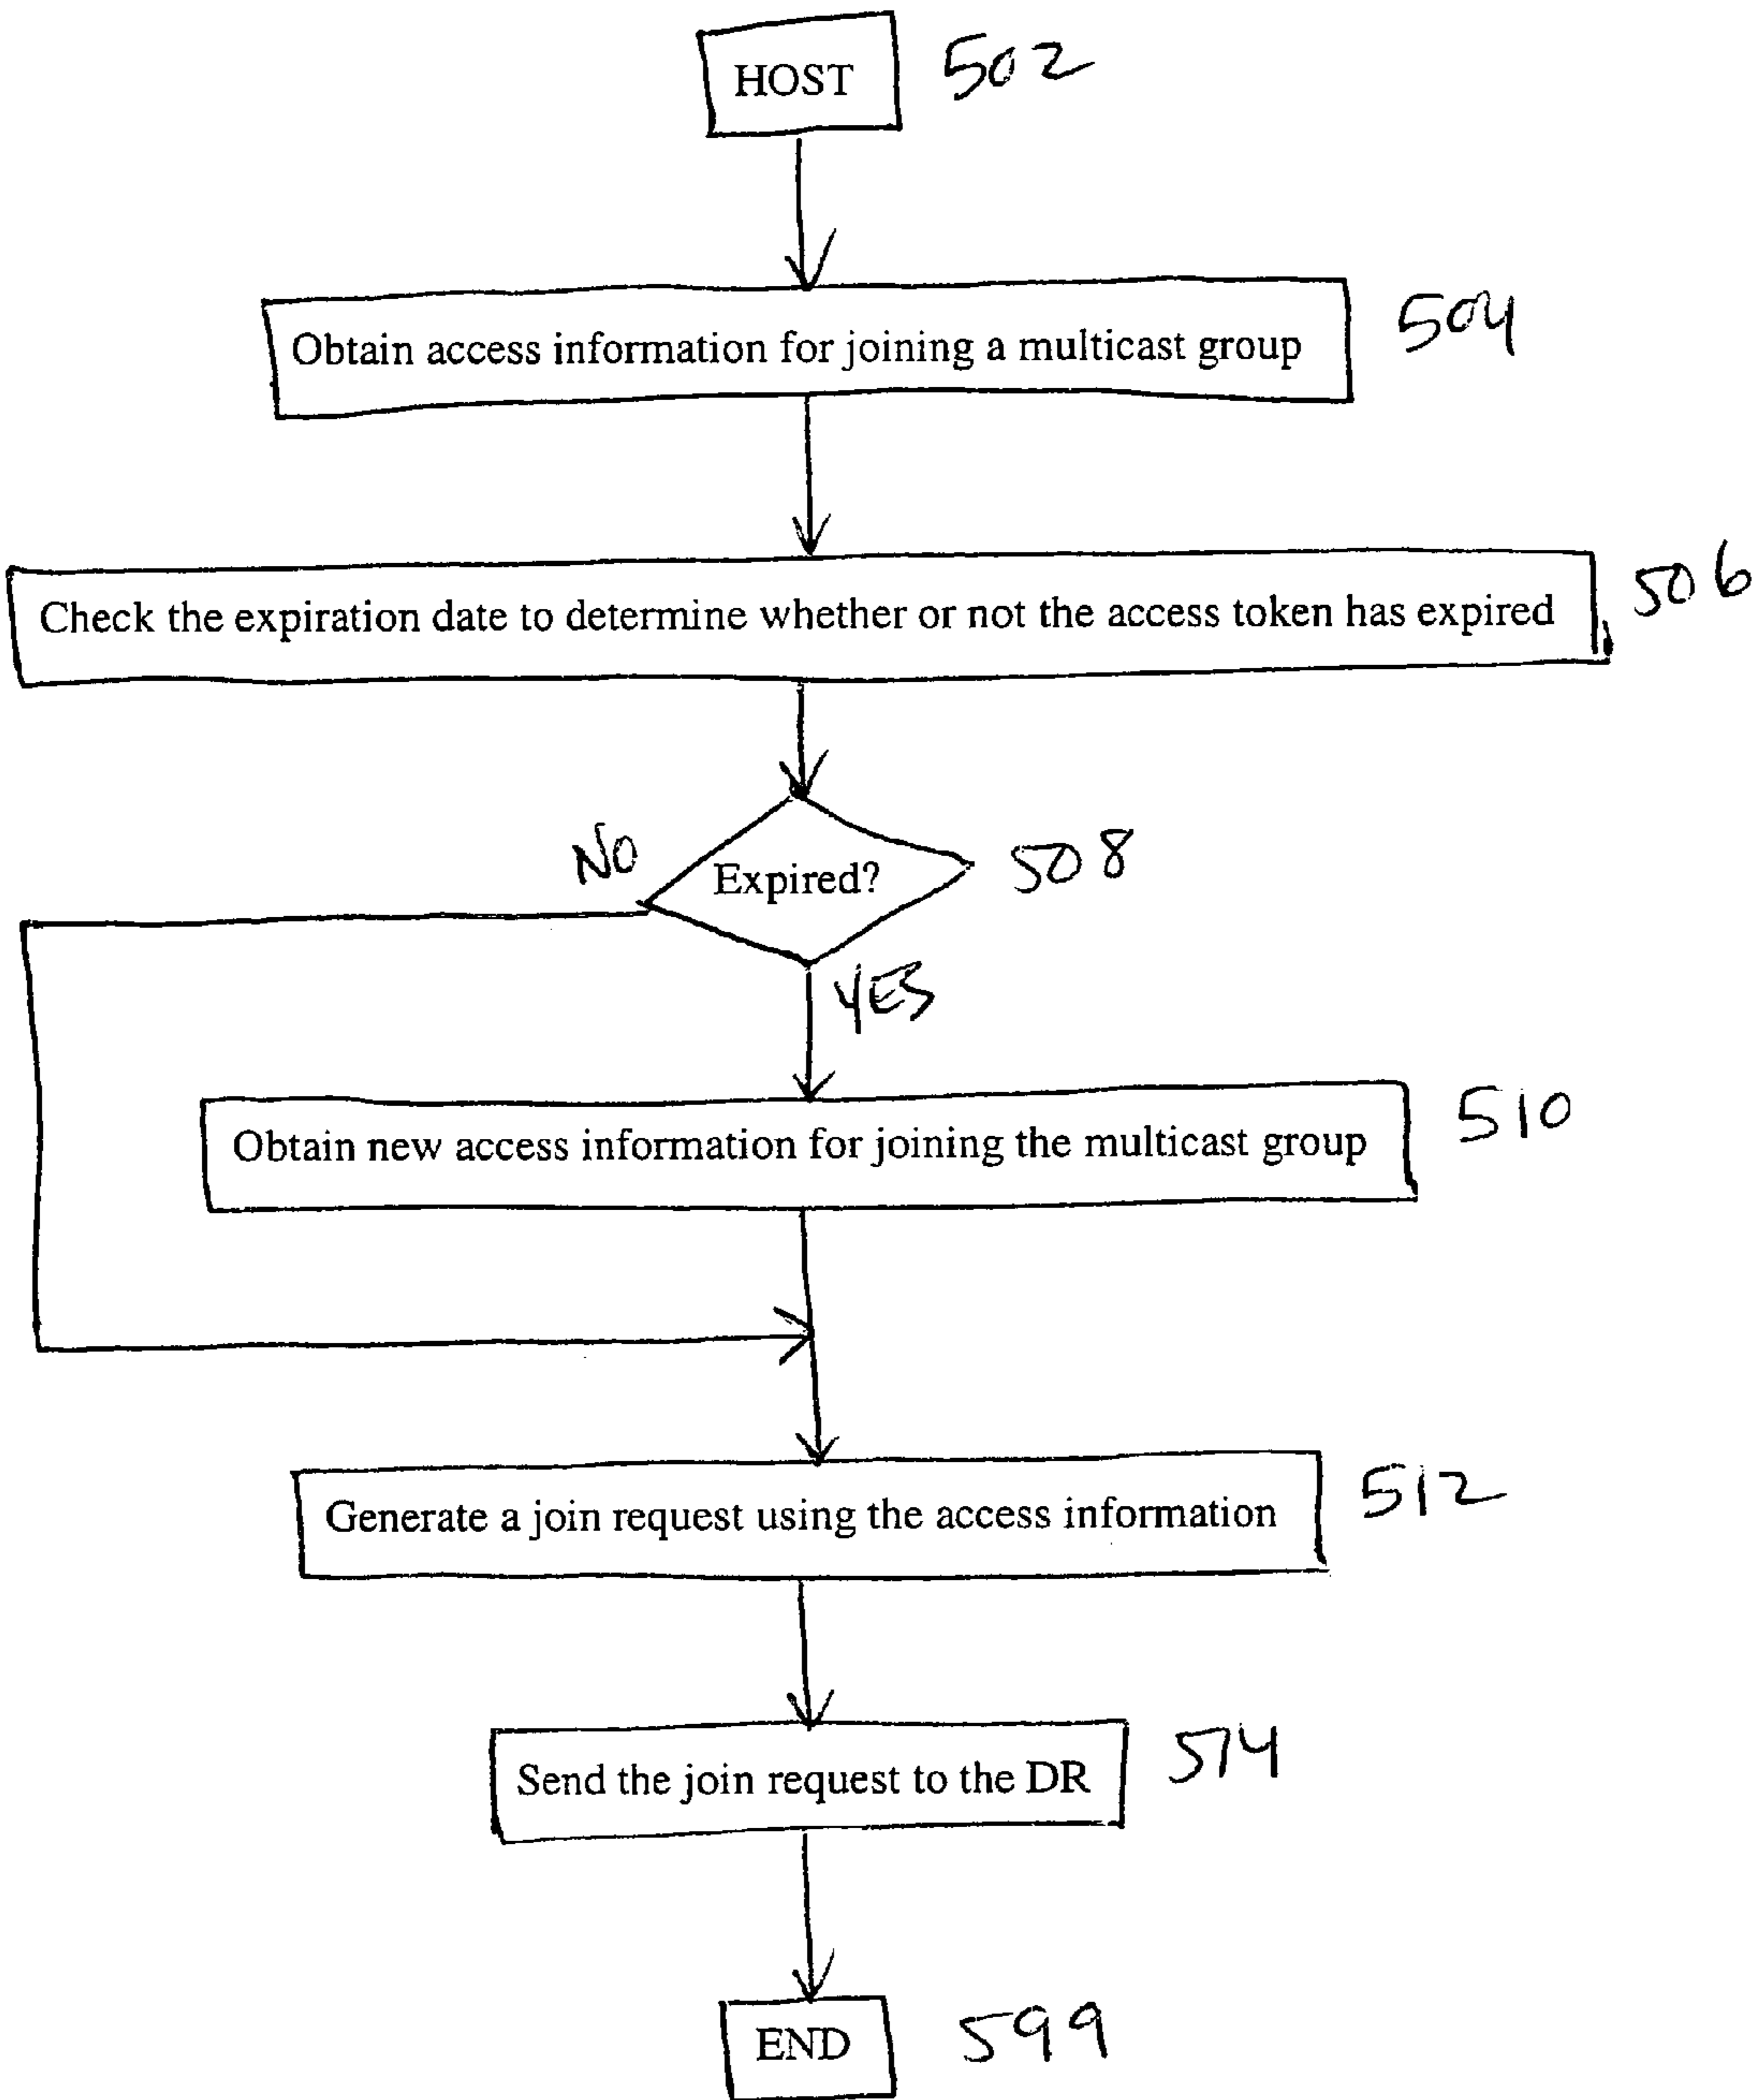 HOST 502
Obtain access information for joining a multicast group 504
Check the expiration date to determine whether or not the access token has expired 506
NO Expired? 508
YES
Obtain new access information for joining the multicast group 510
Generate a join request using the access information 512
Send the join request to the DR 514
END 599